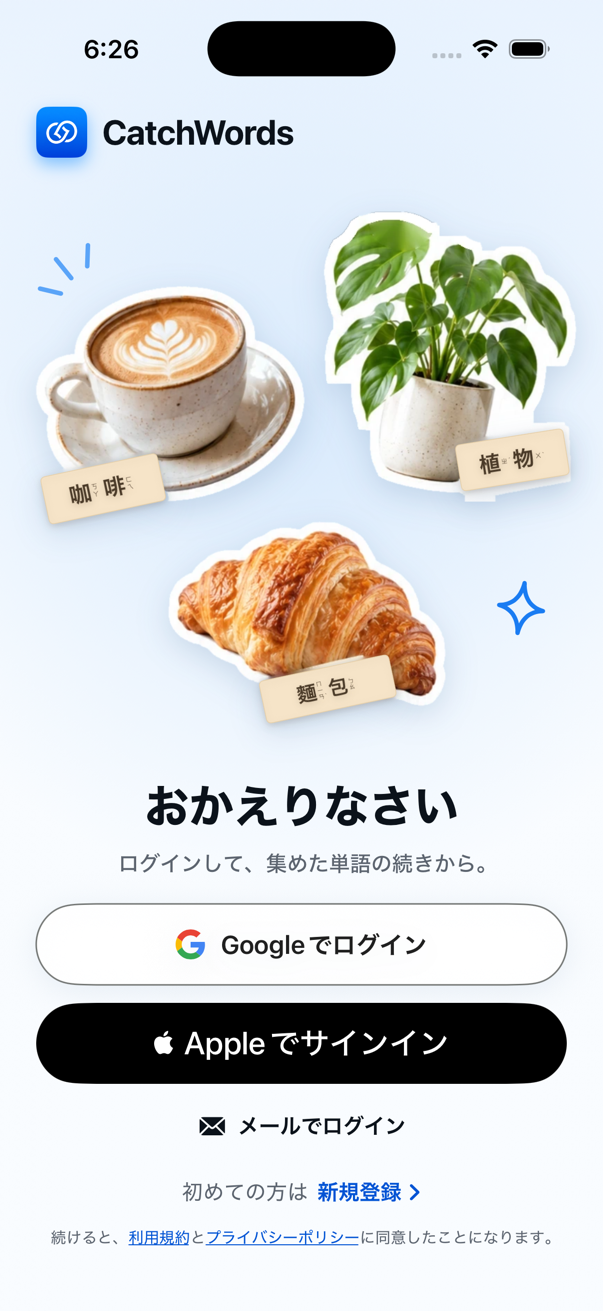 6:26
CatchWords
植物
咖啡
麵包
おかえりなさい
ログインして、集めた単語の続きから。
Googleでログイン
Appleでサインイン
メールでログイン
初めての方は 新規登録
続けると、利用規約とプライバシーポリシーに同意したことになります。